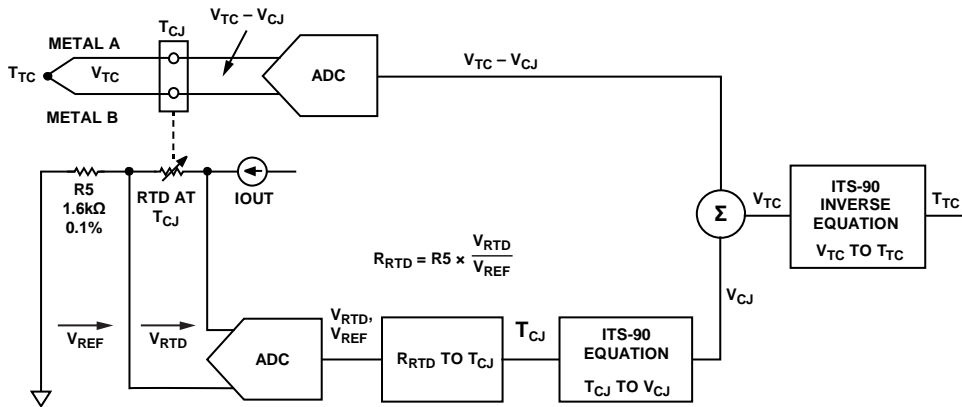 V_TC – V_CJ
T_CJ
METAL A
T_TC
V_TC
METAL B
ADC
V_TC – V_CJ
R5
1.6kΩ
0.1%
RTD AT
T_CJ
IOUT
R_RTD = R5 × V_RTD / V_REF
Σ
V_TC
ITS-90
INVERSE
EQUATION
V_TC TO T_TC
T_TC
V_CJ
V_REF
V_RTD
ADC
V_RTD,
V_REF
R_RTD TO T_CJ
T_CJ
ITS-90
EQUATION
T_CJ TO V_CJ